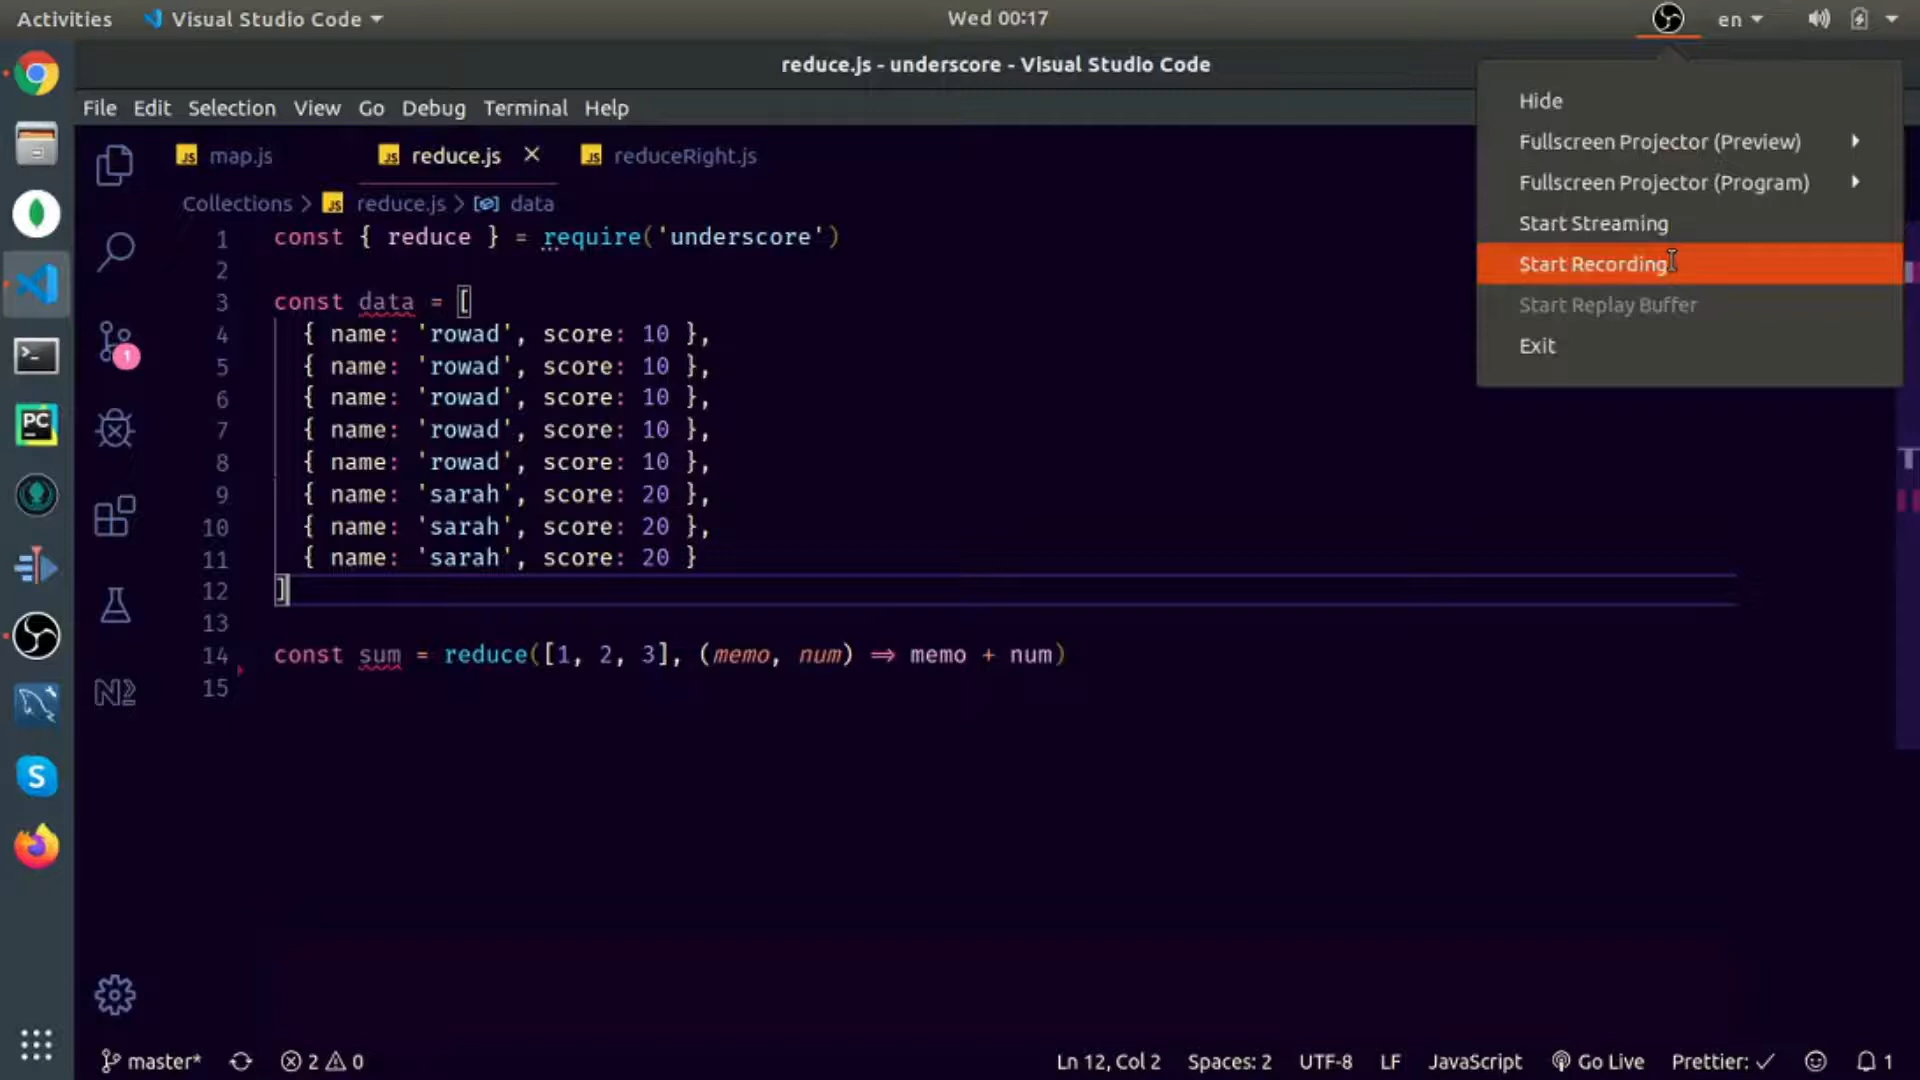 Activities Visual Studio Code Wed 00:17 en
reduce.js - underscore - Visual Studio Code
File Edit Selection View Go Debug Terminal Help
Hide
Fullscreen Projector (Preview)
Fullscreen Projector (Program)
Start Streaming
Start Recording
Start Replay Buffer
Exit
JS map.js JS reduce.js × JS reduceRight.js
Collections > JS reduce.js > data
1 const { reduce } = require('underscore')
2
3 const data = [
4 { name: 'rowad', score: 10 },
5 { name: 'rowad', score: 10 },
6 { name: 'rowad', score: 10 },
7 { name: 'rowad', score: 10 },
8 { name: 'rowad', score: 10 },
9 { name: 'sarah', score: 20 },
10 { name: 'sarah', score: 20 },
11 { name: 'sarah', score: 20 }
12 ]
13
14 const sum = reduce([1, 2, 3], (memo, num) => memo + num)
15
1
PC
S
master* 2 0 Ln 12, Col 2 Spaces: 2 UTF-8 LF JavaScript Go Live Prettier: ✓ 1